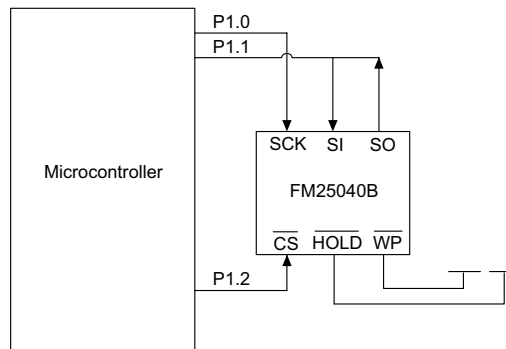 P1.0
P1.1
SCK SI SO
Microcontroller
FM25040B
CS HOLD WP
P1.2